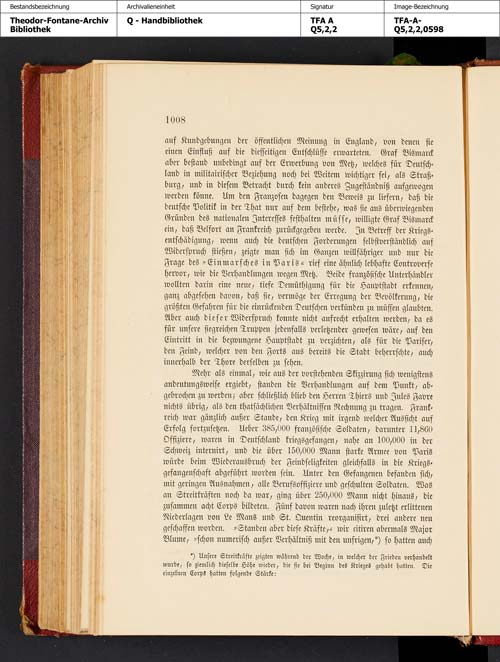 Bestandsbezeichnung Archivalieneinheit Signatur Image-Bezeichnung
Theodor-Fontane-Archiv Q - Handbibliothek TFA A TFA-A-
Bibliothek Q5,2,2 Q5,2,2,0598
1008
auf Kundgebungen der öffentlichen Meinung in England, von denen sie
einen Einfluß auf die diesseitigen Entschlüsse erwarteten. Graf Bismarck
aber bestand unbedingt auf der Erwerbung von Metz, welches für Deutsch-
land in militairischer Beziehung noch bei Weitem wichtiger sei, als Straß-
burg, und in diesem Betracht durch kein anderes Zugeständniß aufgewogen
werden könne. Um den Franzosen dagegen den Beweis zu liefern, daß die
deutsche Politik in der That nur auf dem bestehe, was sie aus überwiegenden
Gründen des nationalen Interesses festhalten müsse, willigte Graf Bismarck
ein, daß Belfort an Frankreich zurückgegeben werde. In Betreff der Kriegs-
entschädigung, wenn auch die deutschen Forderungen selbstverständlich auf
Widerspruch stießen, zeigte man sich im Ganzen willfähriger und nur die
Frage des »Einmarsches in Paris« rief eine ähnlich lebhafte Controverse
hervor, wie die Verhandlungen wegen Metz. Beide französische Unterhändler
wollten darin eine neue, tiefe Demüthigung für die Hauptstadt erkennen,
ganz abgesehen davon, daß sie, vermöge der Erregung der Bevölkerung, die
größten Gefahren für die einrückenden Deutschen verkünden zu müssen glaubten.
Aber auch dieser Widerspruch konnte nicht aufrecht erhalten werden, da es
für unsere siegreichen Truppen jedenfalls verletzender gewesen wäre, auf den
Eintritt in die bezwungene Hauptstadt zu verzichten, als für die Pariser,
den Feind, welcher von den Forts aus bereits die Stadt beherrschte, auch
innerhalb der Thore derselben zu sehen.
Mehr als einmal, wie aus der vorstehenden Skizzirung sich wenigstens
andeutungsweise ergiebt, standen die Verhandlungen auf dem Punkt, ab-
gebrochen zu werden; aber schließlich blieb den Herren Thiers und Jules Favre
nichts übrig, als den thatsächlichen Verhältnissen Rechnung zu tragen. Frank-
reich war gänzlich außer Stande, den Krieg mit irgend welcher Aussicht auf
Erfolg fortzusetzen. Ueber 385,000 französische Soldaten, darunter 11,860
Offiziere, waren in Deutschland kriegsgefangen, nahe an 100,000 in der
Schweiz internirt, und die über 150,000 Mann starke Armee von Paris
würde beim Wiederausbruch der Feindseligkeiten gleichfalls in die Kriegs-
gefangenschaft abgeführt worden sein. Unter den Gefangenen befanden sich,
mit geringen Ausnahmen, alle Berufsoffiziere und geschulten Soldaten. Was
an Streitkräften noch da war, ging über 250,000 Mann nicht hinaus, die
zusammen acht Corps bildeten. Fünf davon waren nach ihren zuletzt erlittenen
Niederlagen von Le Mans und St. Quentin reorganisirt, drei andere neu
geschaffen worden. »Standen aber diese Kräfte,« wir citiren abermals Major
Blume, »schon numerisch außer Verhältniß mit den unsrigen,*) so hatten auch
*) Unsere Streitkräfte zeigten während der Woche, in welcher der Frieden verhandelt
wurde, so ziemlich dieselbe Höhe wieder, die sie bei Beginn des Krieges gehabt hatten. Die
einzelnen Corps hatten folgende Stärke: